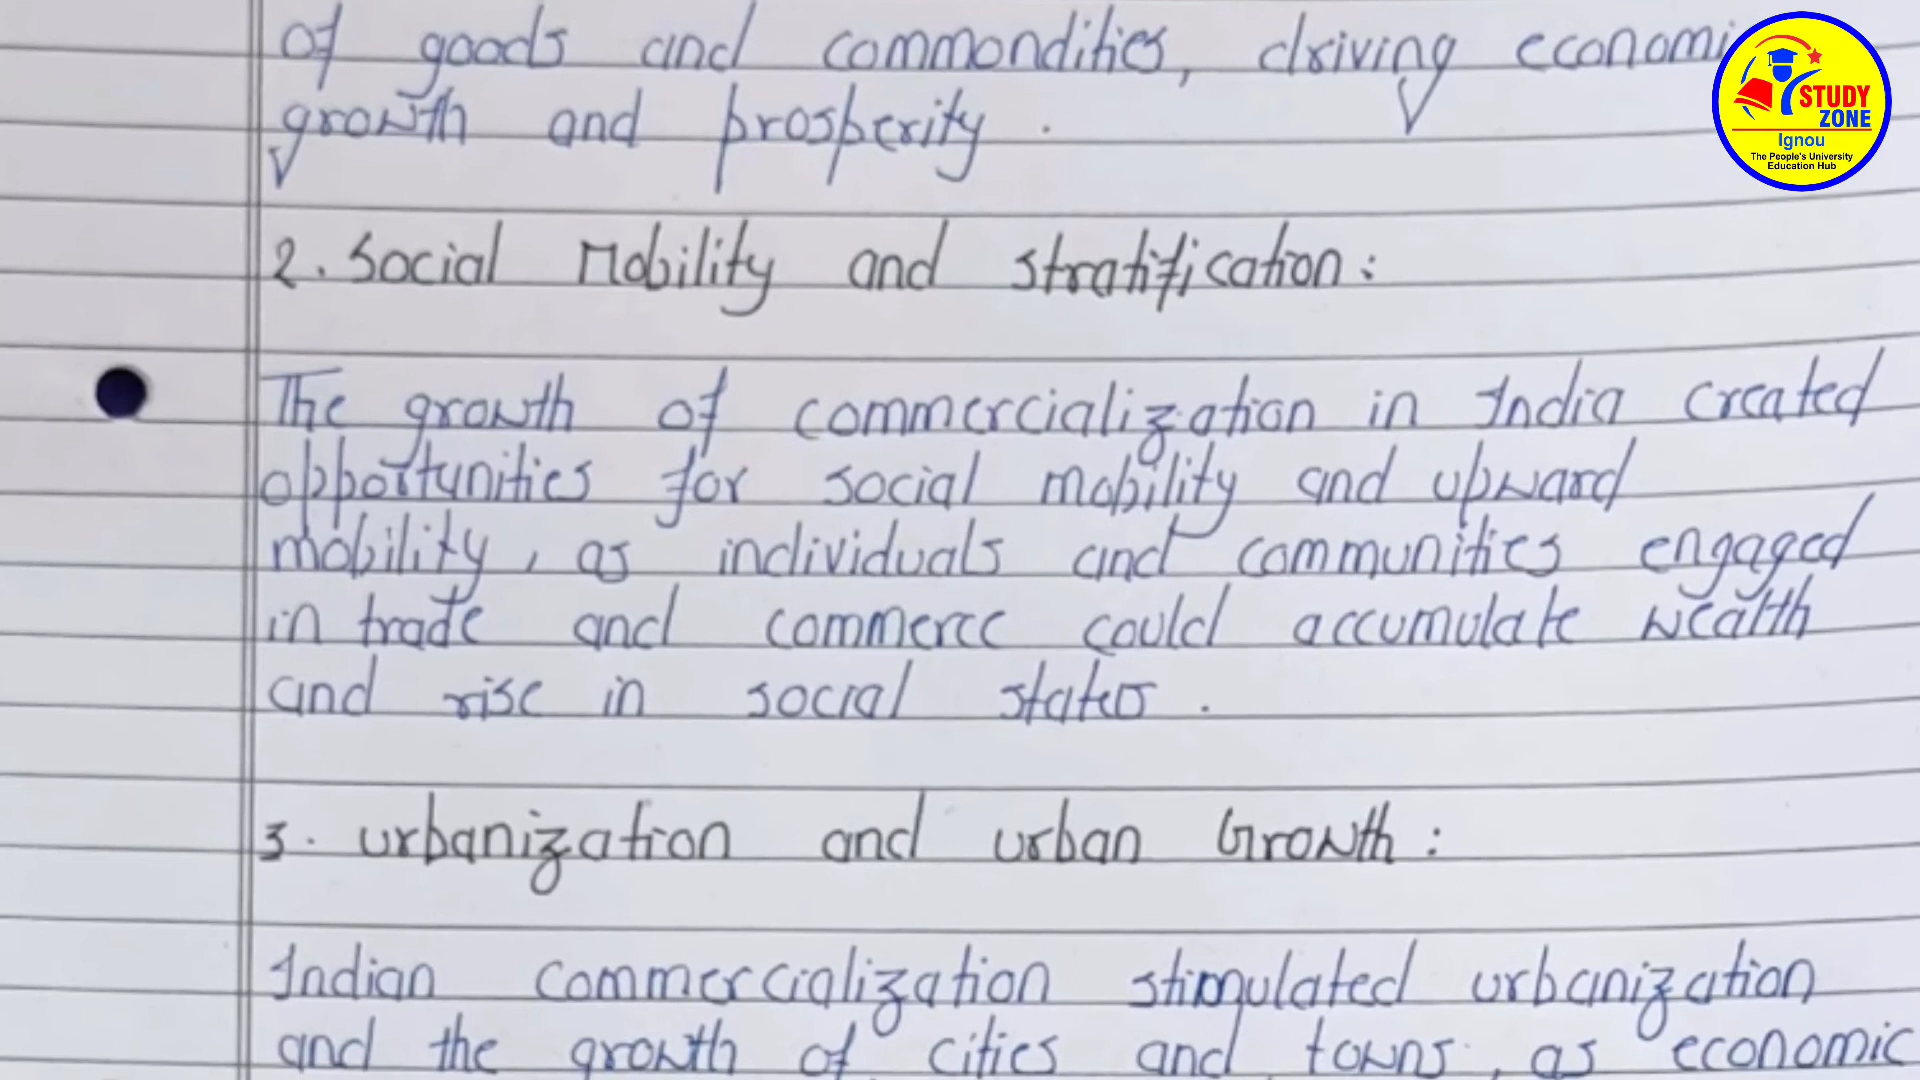 of goods and commondities, driving economi
growth and prosperity .
STUDY
ZONE
Ignou
The People's University
Education Hub
2. Social Mobility and stratification:
The growth of commercialization in India created
opportunities for social mobility and upward
mobility, as individuals and communities engaged
in trade and commerce could accumulate wealth
and rise in social states .
3. urbanization and urban Growth :
Indian commercialization stimulated urbanization
and the growth of cities and towns, as economic